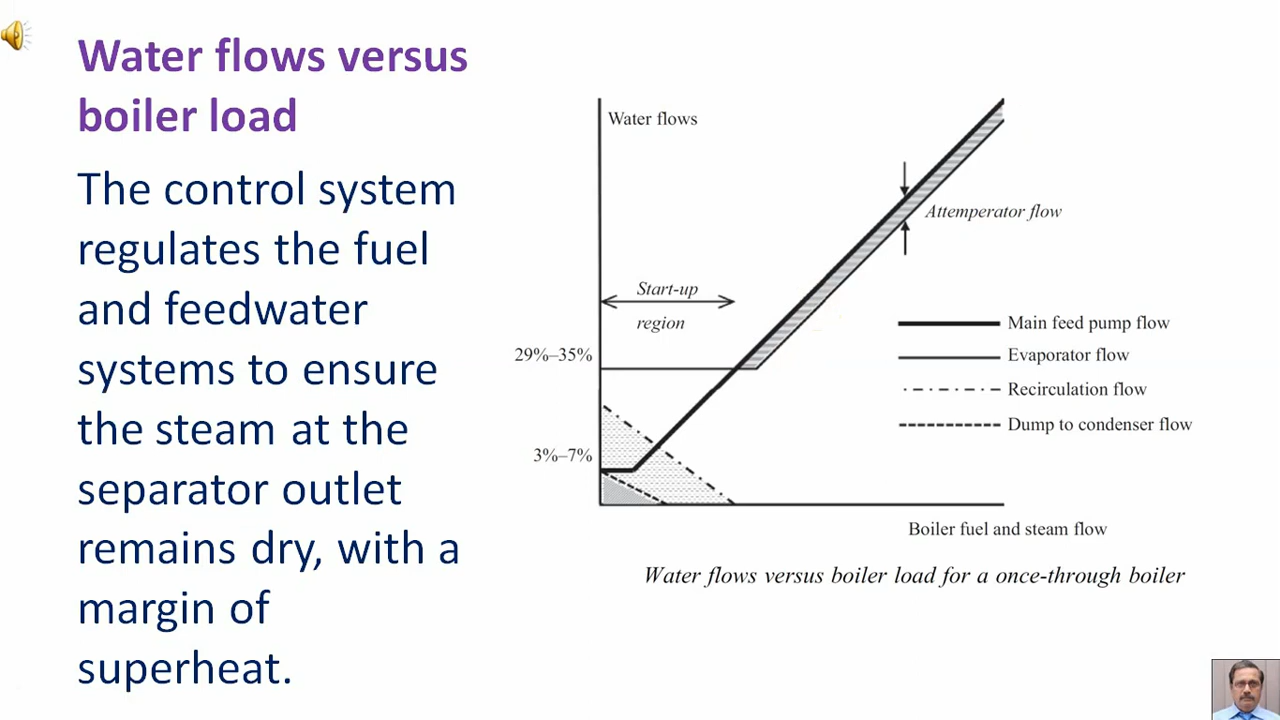 Water flows versus
boiler load
The control system
regulates the fuel
and feedwater
systems to ensure
the steam at the
separator outlet
remains dry, with a
margin of
superheat.
Water flows
Attemperator flow
Start-up
region
29%–35%
3%–7%
Main feed pump flow
Evaporator flow
Recirculation flow
Dump to condenser flow
Boiler fuel and steam flow
Water flows versus boiler load for a once-through boiler